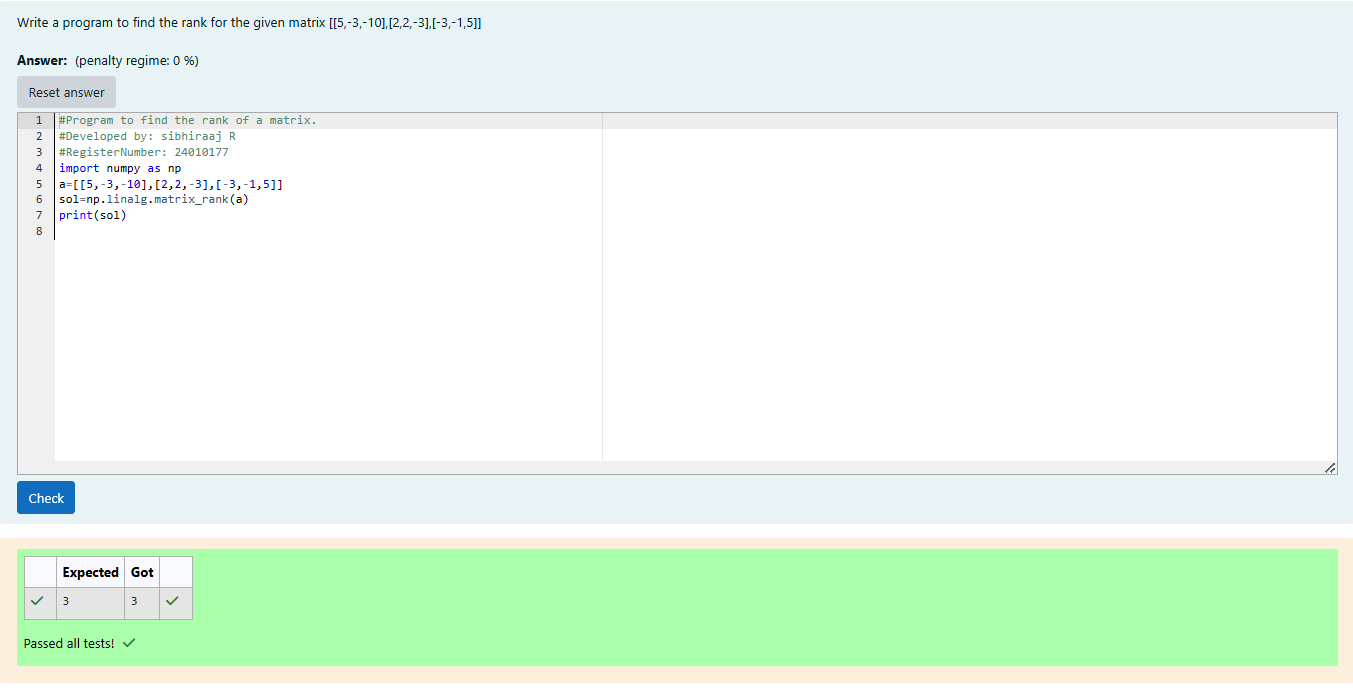 Write a program to find the rank for the given matrix [[5,-3,-10],[2,2,-3],[-3,-1,5]]
Answer: (penalty regime: 0 %)
Reset answer
1 #Program to find the rank of a matrix.
2 #Developed by: sibhiraaj R
3 #RegisterNumber: 24010177
4 import numpy as np
5 a=[[5,-3,-10],[2,2,-3],[-3,-1,5]]
6 sol=np.linalg.matrix_rank(a)
7 print(sol)
8
Check
Expected Got
3 3
Passed all tests!